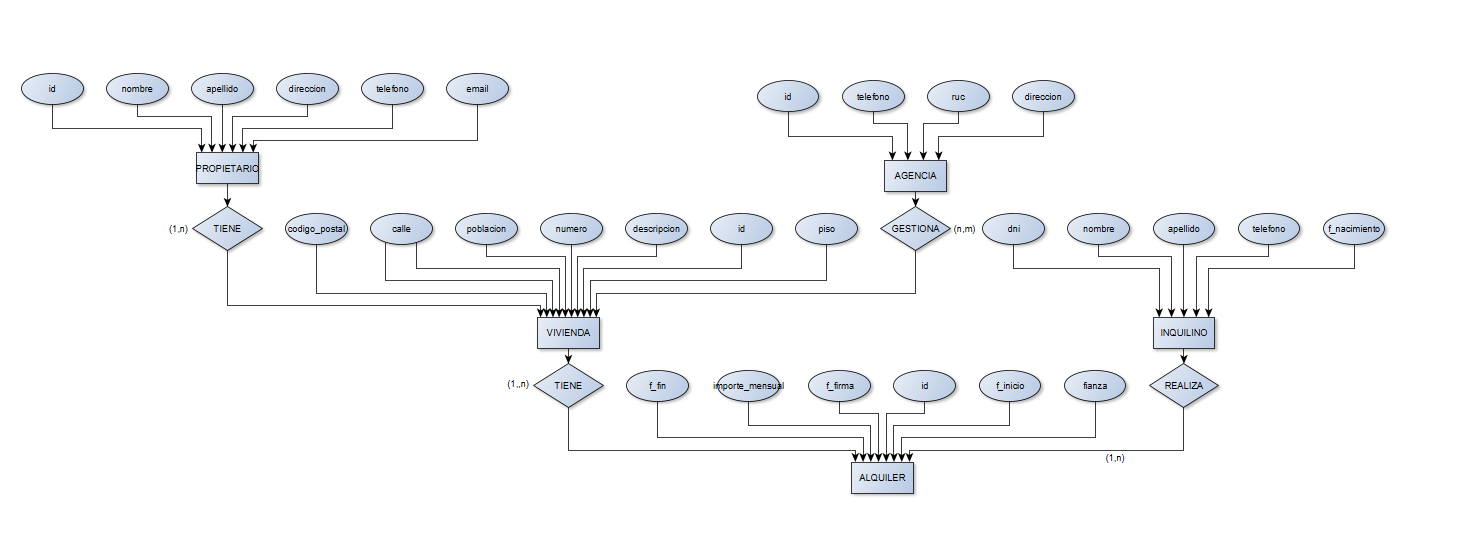 id
nombre
apellido
direccion
telefono
email
id
telefono
ruc
direccion
PROPIETARIO
AGENCIA
(1,n)
TIENE
codigo_postal
calle
poblacion
numero
descripcion
id
piso
GESTIONA
(n,m)
dni
nombre
apellido
telefono
f_nacimiento
VIVIENDA
INQUILINO
(1,,n)
TIENE
f_fin
importe_mensual
f_firma
id
f_inicio
fianza
REALIZA
(1,n)
ALQUILER